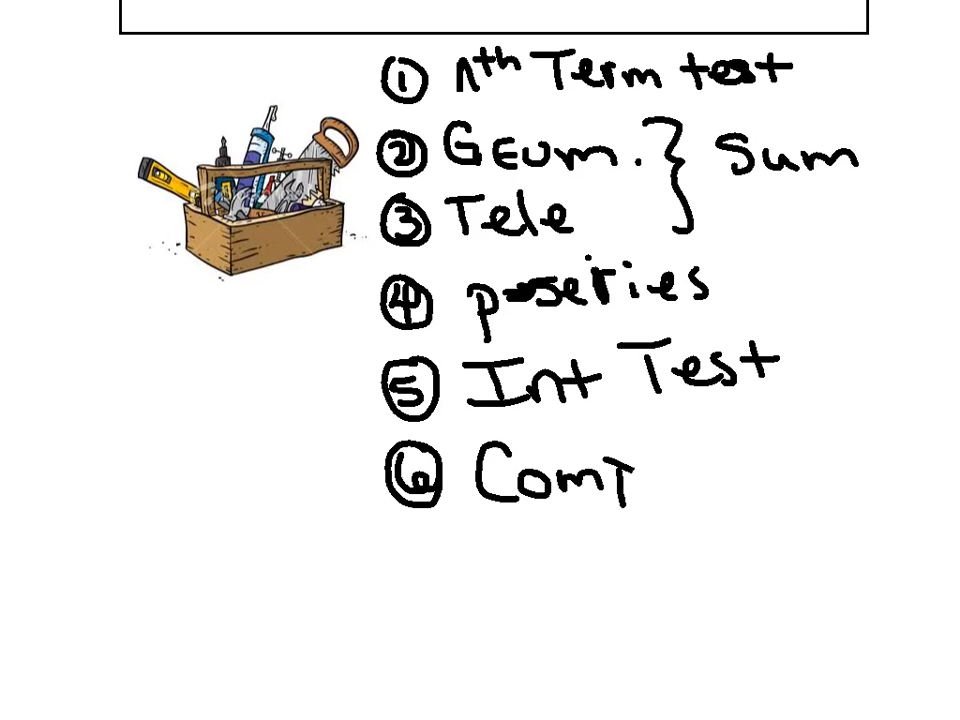 ① nth Term test
② Geom. } Sum
③ Tele
④ p-series
⑤ Int Test
⑥ Comp